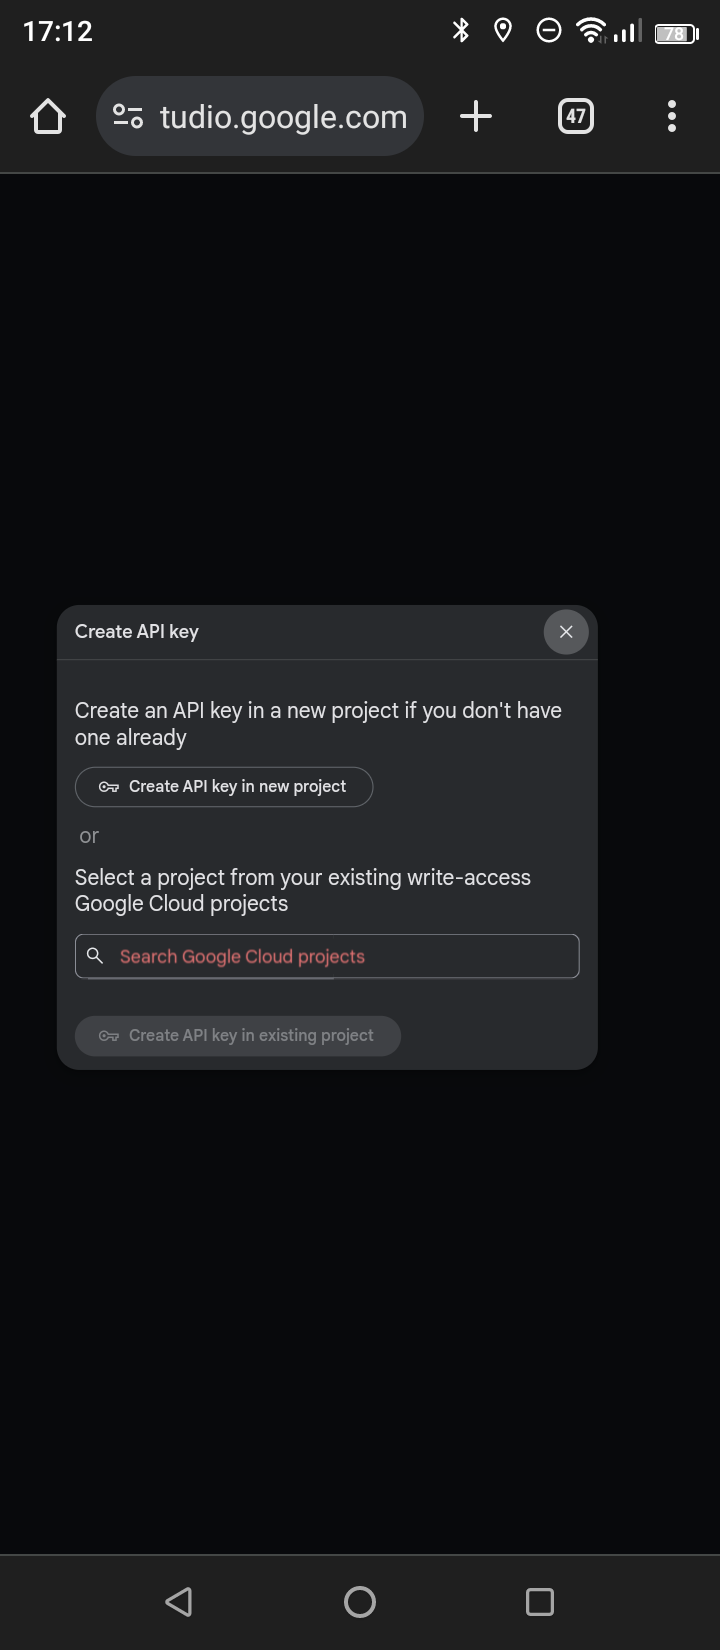 17:12
78
tudio.google.com
47
Create API key
Create an API key in a new project if you don't have
one already
Create API key in new project
or
Select a project from your existing write-access
Google Cloud projects
Search Google Cloud projects
Create API key in existing project